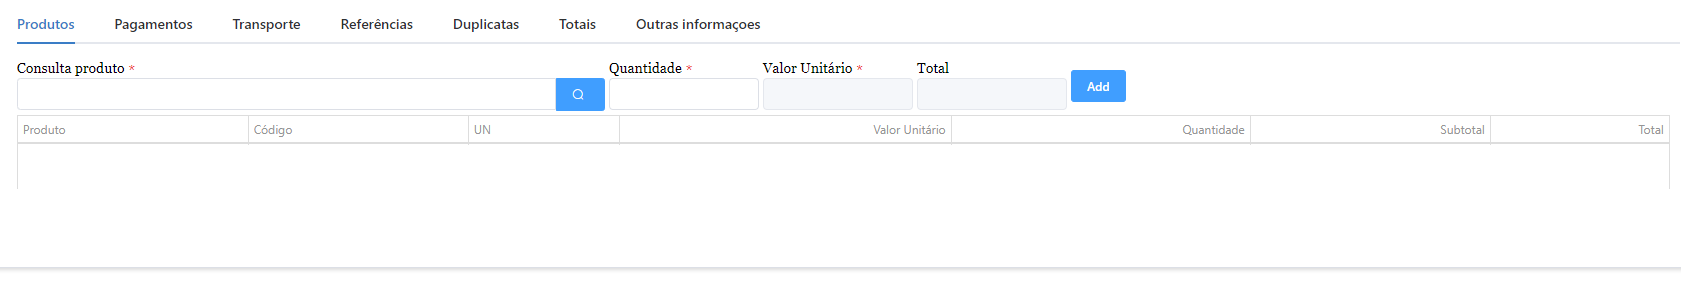 Produtos Pagamentos Transporte Referências Duplicatas Totais Outras informaçoes
Consulta produto * Quantidade * Valor Unitário * Total
Add
Produto Código UN Valor Unitário Quantidade Subtotal Total